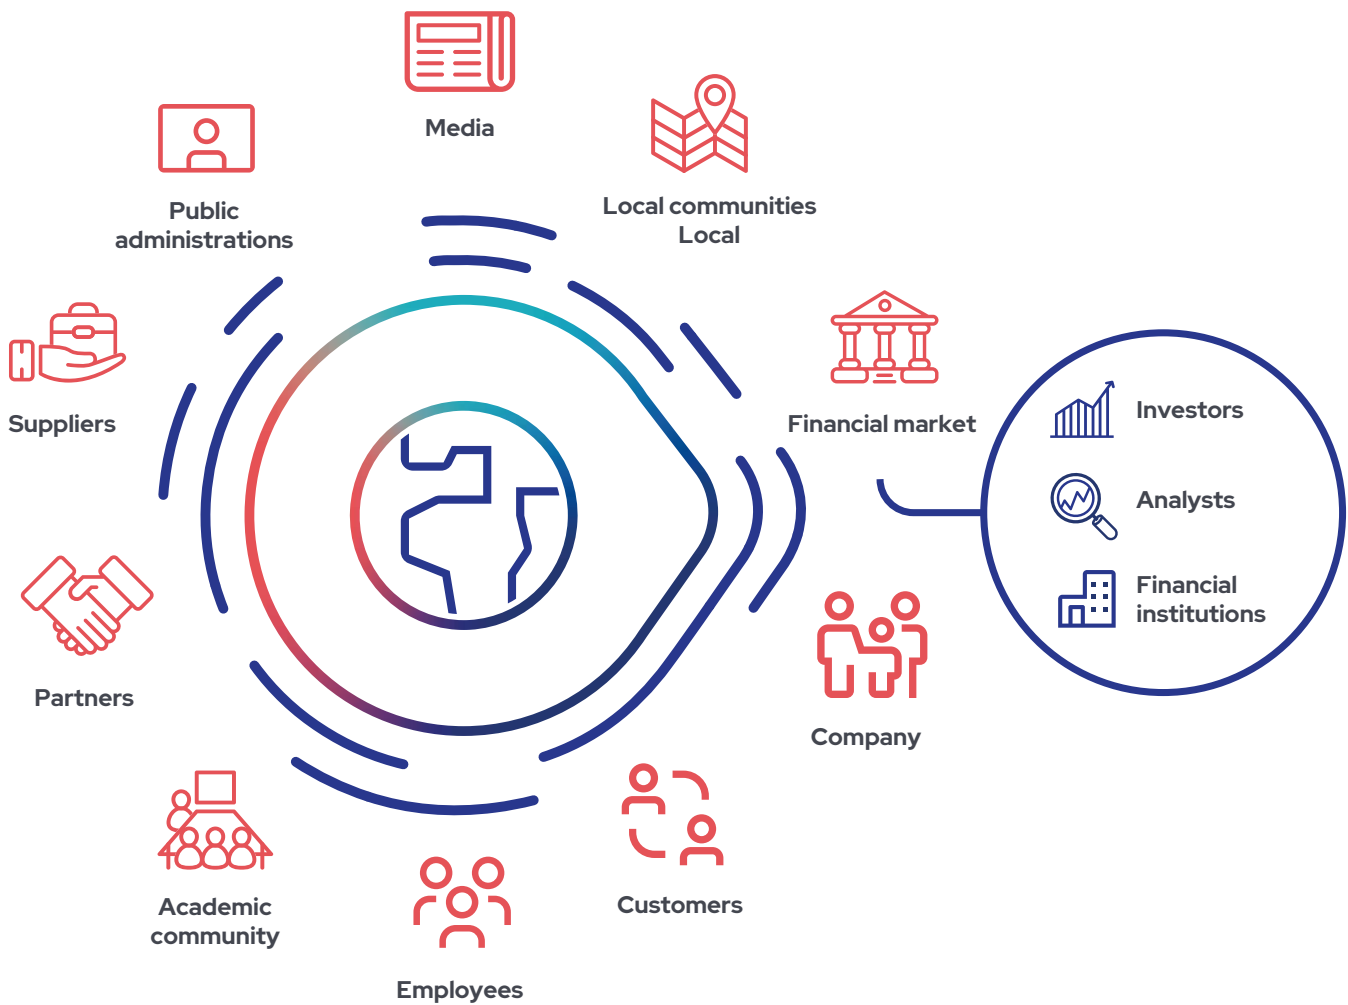 Media
Local communities
Local
Public
administrations
Suppliers
Financial market
Investors
Analysts
Financial
institutions
Partners
Company
Academic
community
Customers
Employees